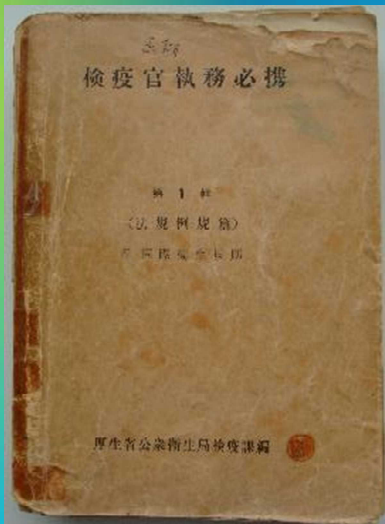 検疫官執務必携
第1輯
(法規例規篇)
厚生省公衆衛生局検疫課編